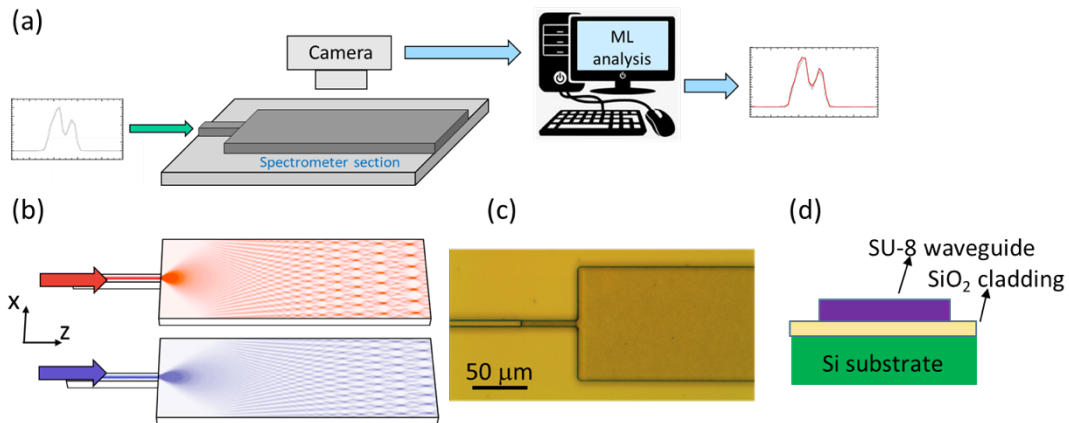 (a)
Camera
ML
analysis
Spectrometer section
(b)
X
Z
(c)
50 μm
(d)
SU-8 waveguide
SiO₂ cladding
Si substrate